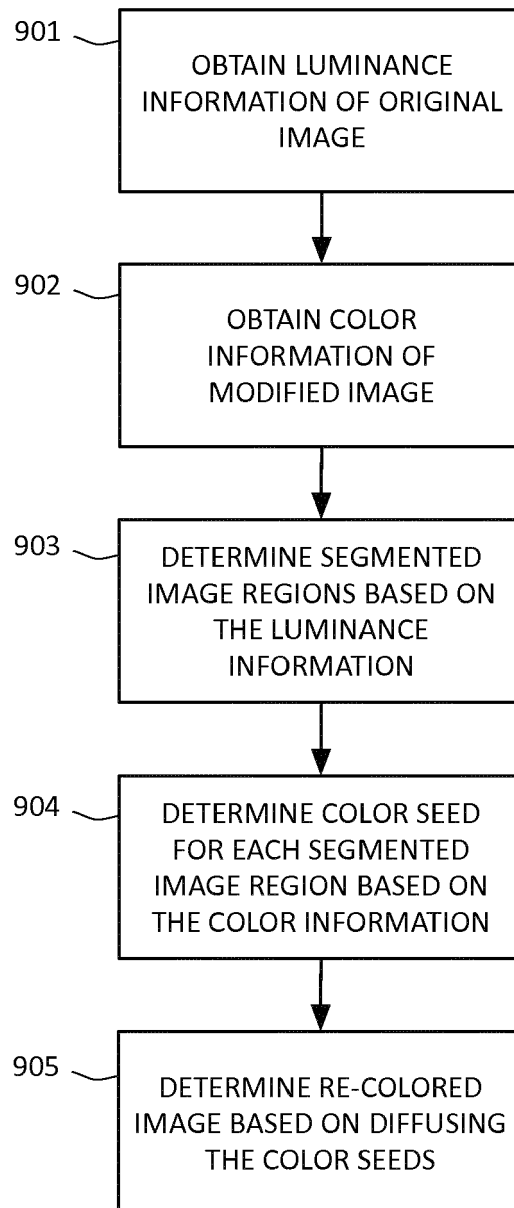 901
OBTAIN LUMINANCE
INFORMATION OF ORIGINAL
IMAGE
902
OBTAIN COLOR
INFORMATION OF
MODIFIED IMAGE
903
DETERMINE SEGMENTED
IMAGE REGIONS BASED ON
THE LUMINANCE
INFORMATION
904
DETERMINE COLOR SEED
FOR EACH SEGMENTED
IMAGE REGION BASED ON
THE COLOR INFORMATION
905
DETERMINE RE-COLORED
IMAGE BASED ON DIFFUSING
THE COLOR SEEDS